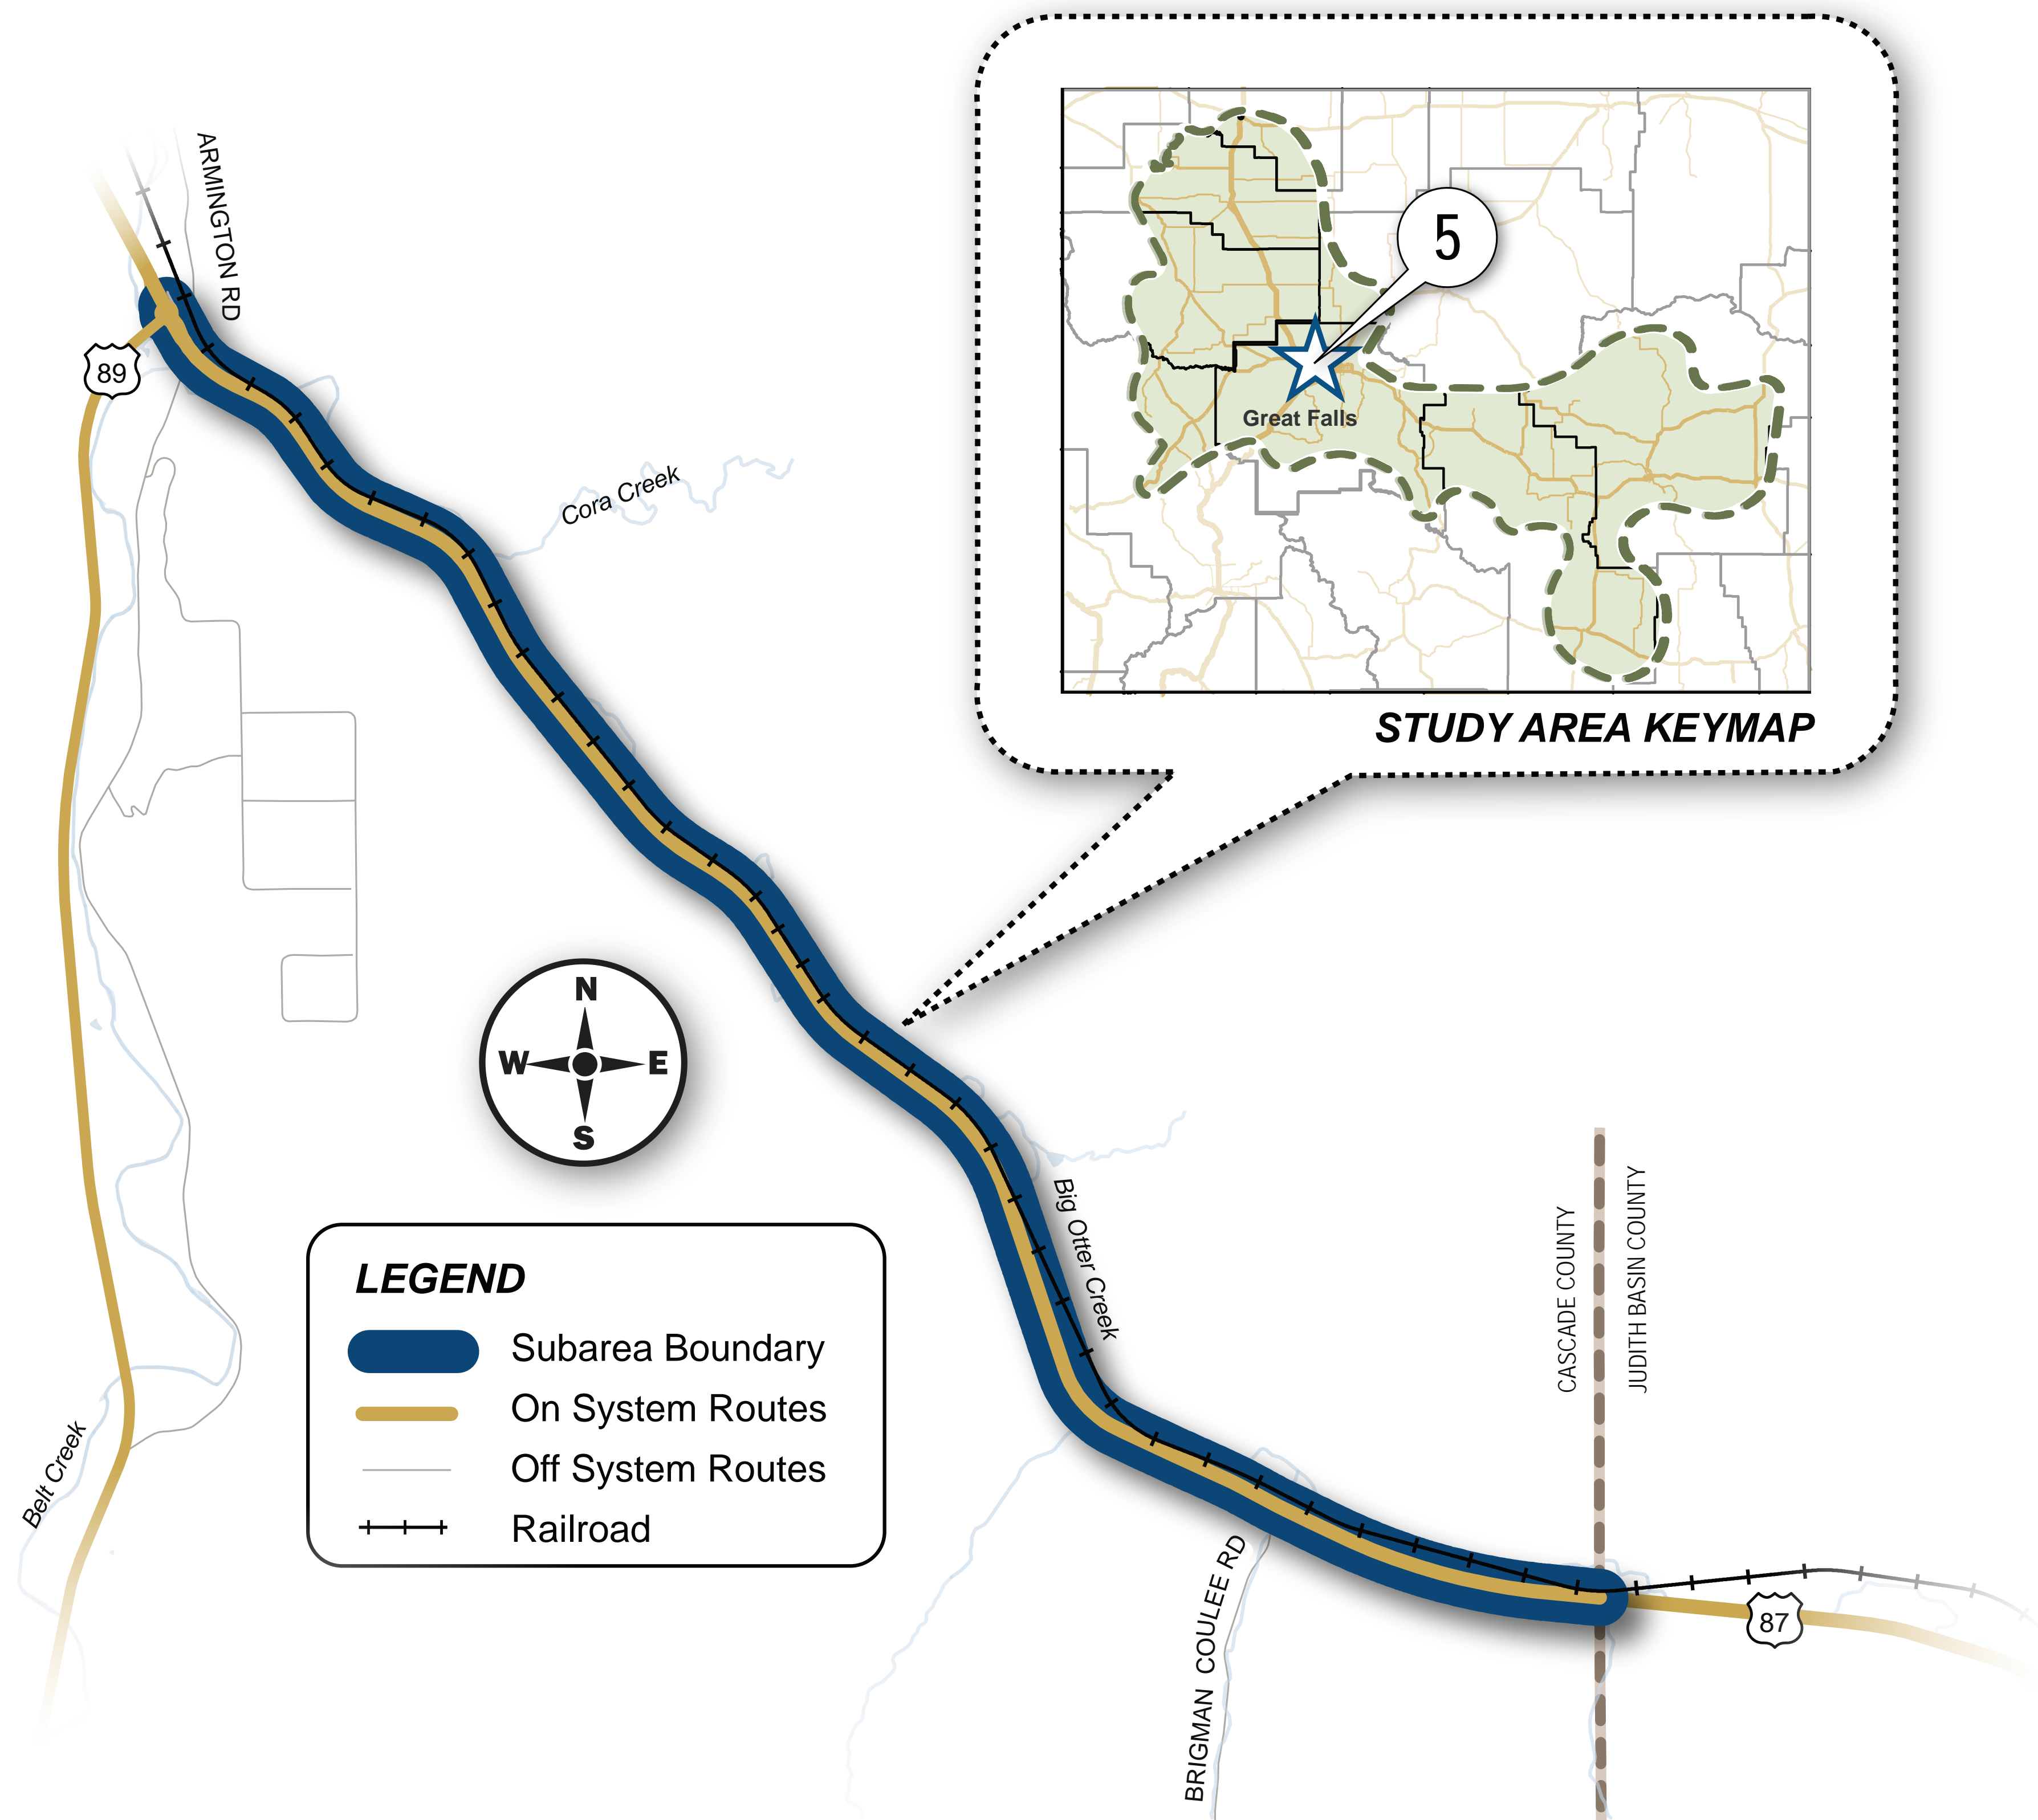 5
Great Falls
STUDY AREA KEYMAP
ARMINGTON RD
89
Cora Creek
N
W
E
S
Big Otter Creek
CASCADE COUNTY
JUDITH BASIN COUNTY
LEGEND
Subarea Boundary
On System Routes
Off System Routes
Railroad
Belt Creek
BRIGMAN COULEE RD
87